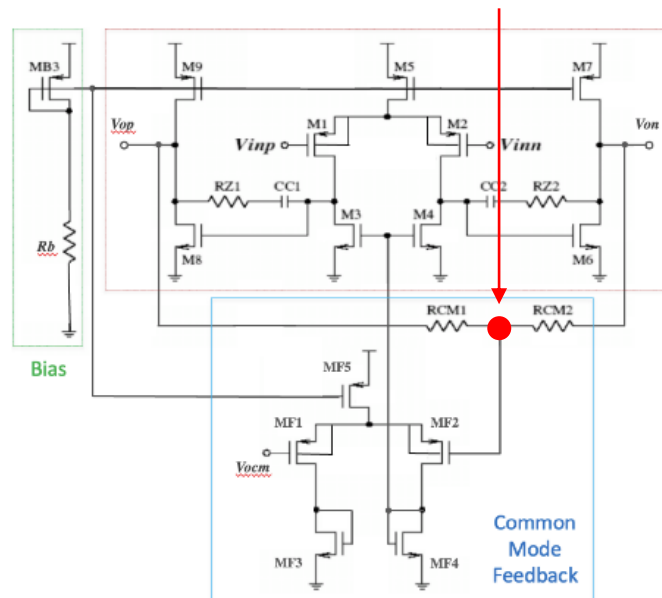 MB3
M9
M5
M7
Vop
Von
M1
M2
Vinp
Vinn
RZ1
CC1
CC2
RZ2
M3
M4
Rb
M8
M6
RCM1
RCM2
Bias
MF5
MF1
MF2
Vocm
Common
Mode
Feedback
MF3
MF4